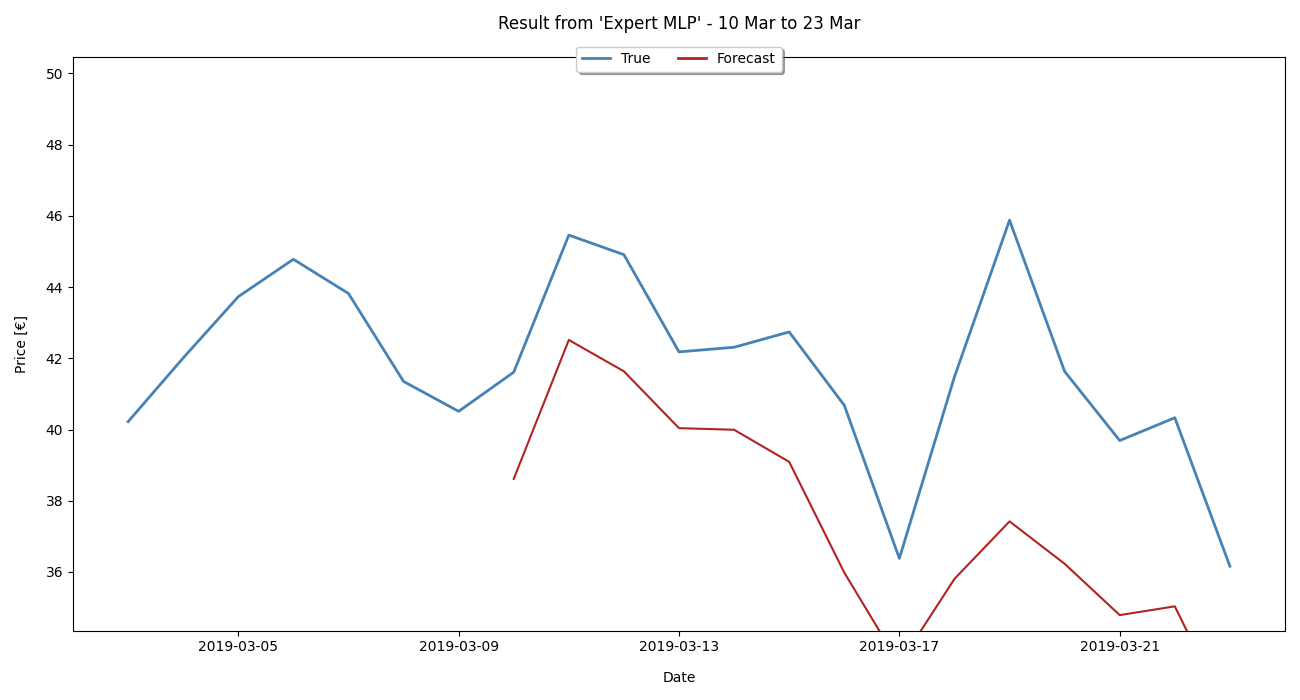 Result from 'Expert MLP' - 10 Mar to 23 Mar
True Forecast
50
48
46
44
42
40
38
36
Price [€]
2019-03-05 2019-03-09 2019-03-13 2019-03-17 2019-03-21
Date